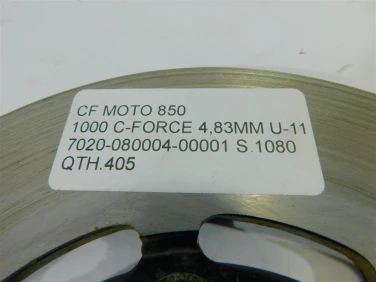 CF MOTO 850
1000 C-FORCE 4,83MM U-11
7020-080004-00001 S.1080
QTH.405